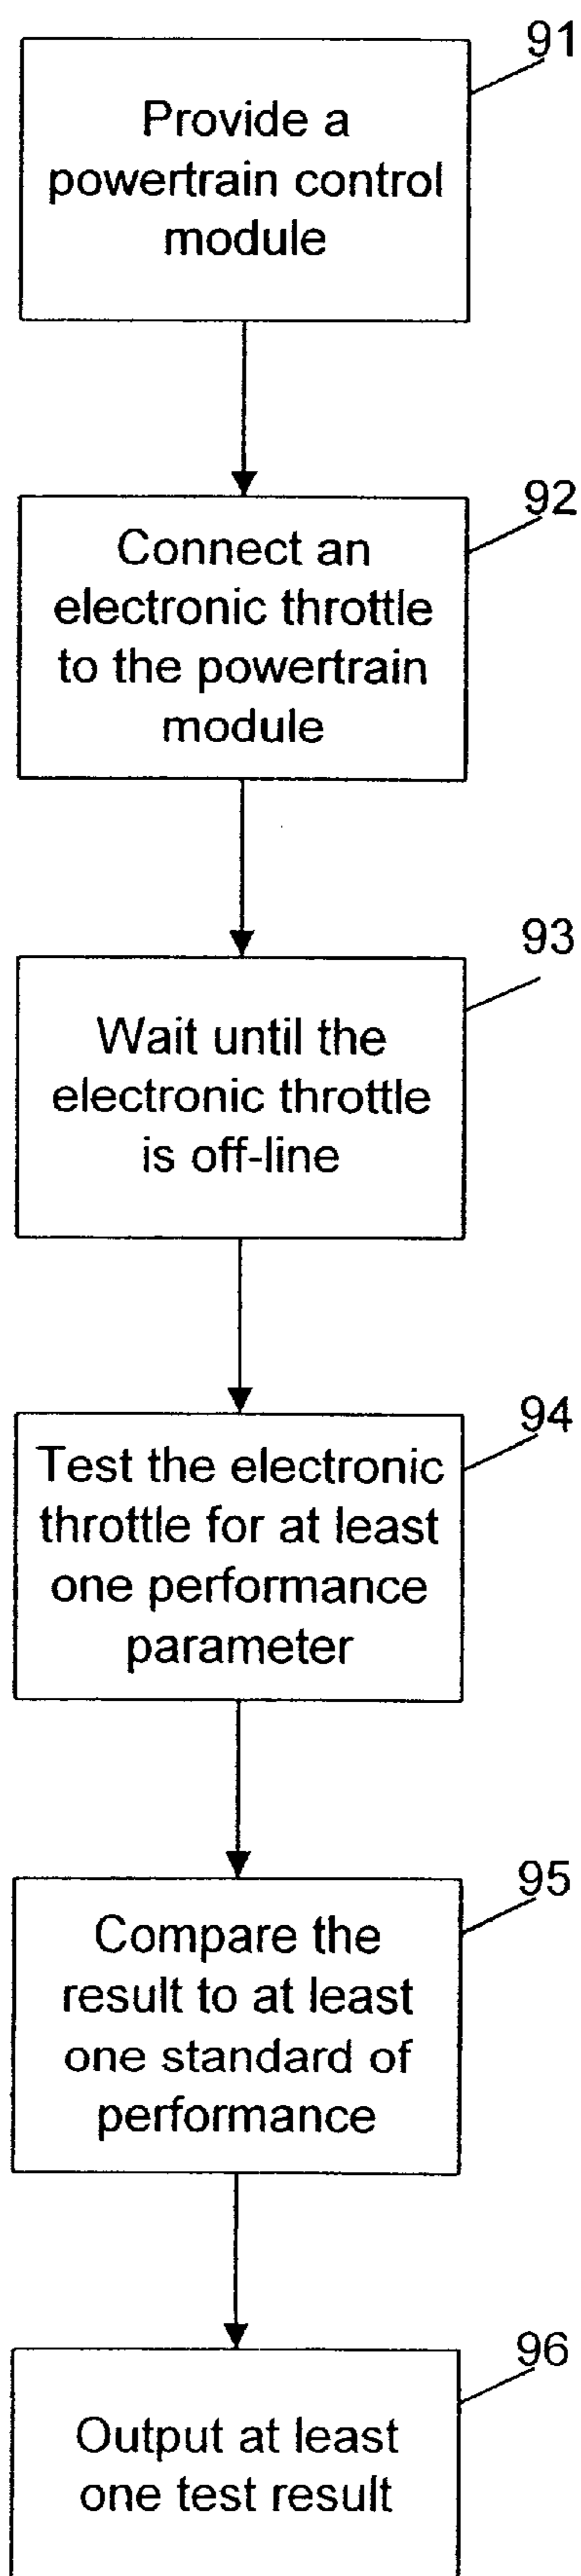 91
Provide a
powertrain control
module
92
Connect an
electronic throttle
to the powertrain
module
93
Wait until the
electronic throttle
is off-line
94
Test the electronic
throttle for at least
one performance
parameter
95
Compare the
result to at least
one standard of
performance
96
Output at least
one test result